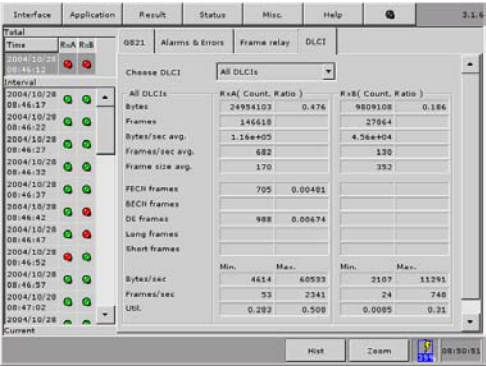 Interface Application Result Status Misc. Help 3.1.6
Total
Time RxA RxB
2004/10/28
08:46:12
Interval
2004/10/28
08:46:17
2004/10/28
08:46:22
2004/10/28
08:46:27
2004/10/28
08:46:32
2004/10/28
08:46:37
2004/10/28
08:46:42
2004/10/28
08:46:47
2004/10/28
08:46:52
2004/10/28
08:46:57
2004/10/28
08:47:02
2004/10/28
Current
G821 Alarms & Errors Frame relay DLCI
Choose DLCI All DLCIs
All DLCIs RxA( Count, Ratio ) RxB( Count, Ratio )
Bytes 24954103 0.476 9809108 0.186
Frames 146618 27864
Bytes/sec avg. 1.16e+05 4.56e+04
Frames/sec avg. 682 130
Frame size avg. 170 352
FECN frames 705 0.00481
BECN frames
DE frames 988 0.00674
Long frames
Short frames
Min. Max. Min. Max.
Bytes/sec 4614 60533 2107 11291
Frames/sec 53 2341 24 748
Util. 0.283 0.508 0.0085 0.31
Hist Zoom 39% 08:50:51